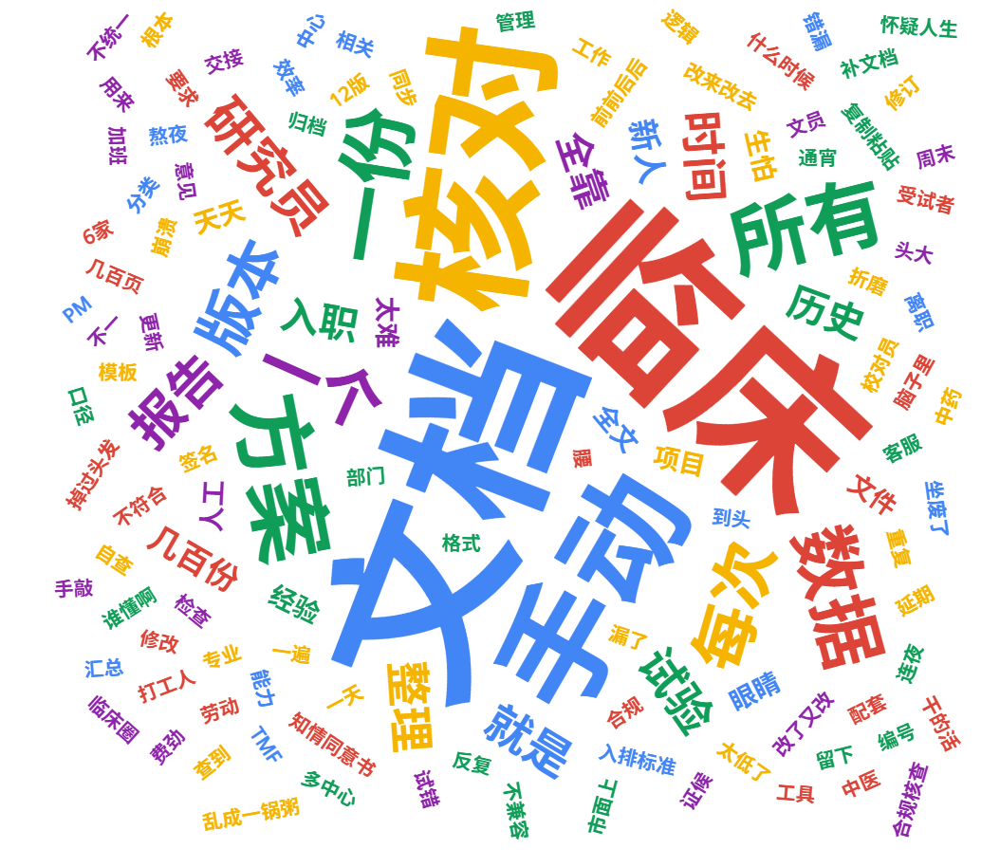 不统一
根本
中心
相关
管理
工作
逻辑
错漏
怀疑人生
用来
要求
交接
效率
12版
同步
核对
前前后后
改来改去
什么时候
补文档
修订
加班
熬夜
研究员
归档
一份
全靠
新人
时间
生怕
文员
通宵
复制粘贴
周末
分类
意见
天天
临床
所有
受试者
6家
崩溃
版本
头大
几百页
折磨
离职
PM
不一
更新
入职
太难
历史
模板
报告
一个
文档
校对员
脑子里
中药
口径
方案
全文
腰
项目
客服
掉过头发
签名
部门
手动
文件
坐废了
不符合
人工
格式
到头
数据
重复
自查
几百份
每次
延期
手敲
谁懂啊
检查
经验
漏了
试验
连夜
修改
专业
一遍
汇总
打工人
能力
整理
眼睛
临床圈
劳动
一天
合规
改了又改
配套
干的活
费劲
查到
TMF
知情同意书
就是
入排标准
太低了
留下
编号
多中心
试错
反复
不兼容
市面上
证候
工具
中医
合规核查
乱成一锅粥